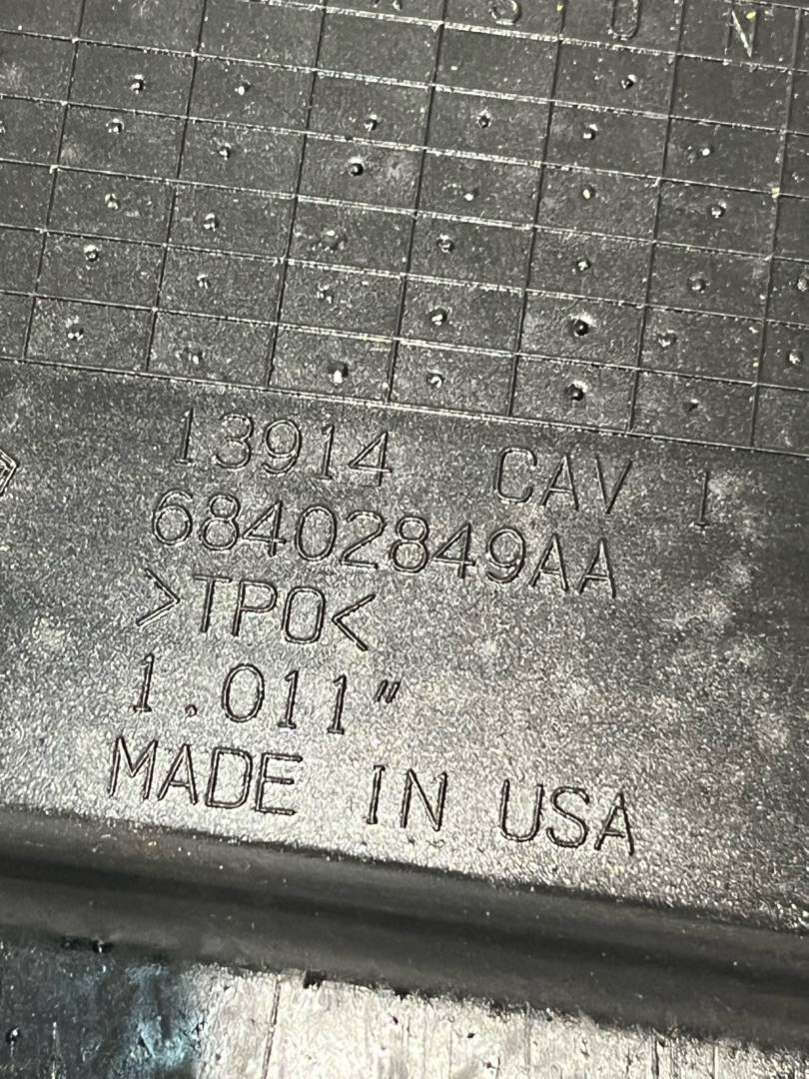 S U N
13914 CAV 1
68402849AA
>TPO<
1.011"
MADE IN USA